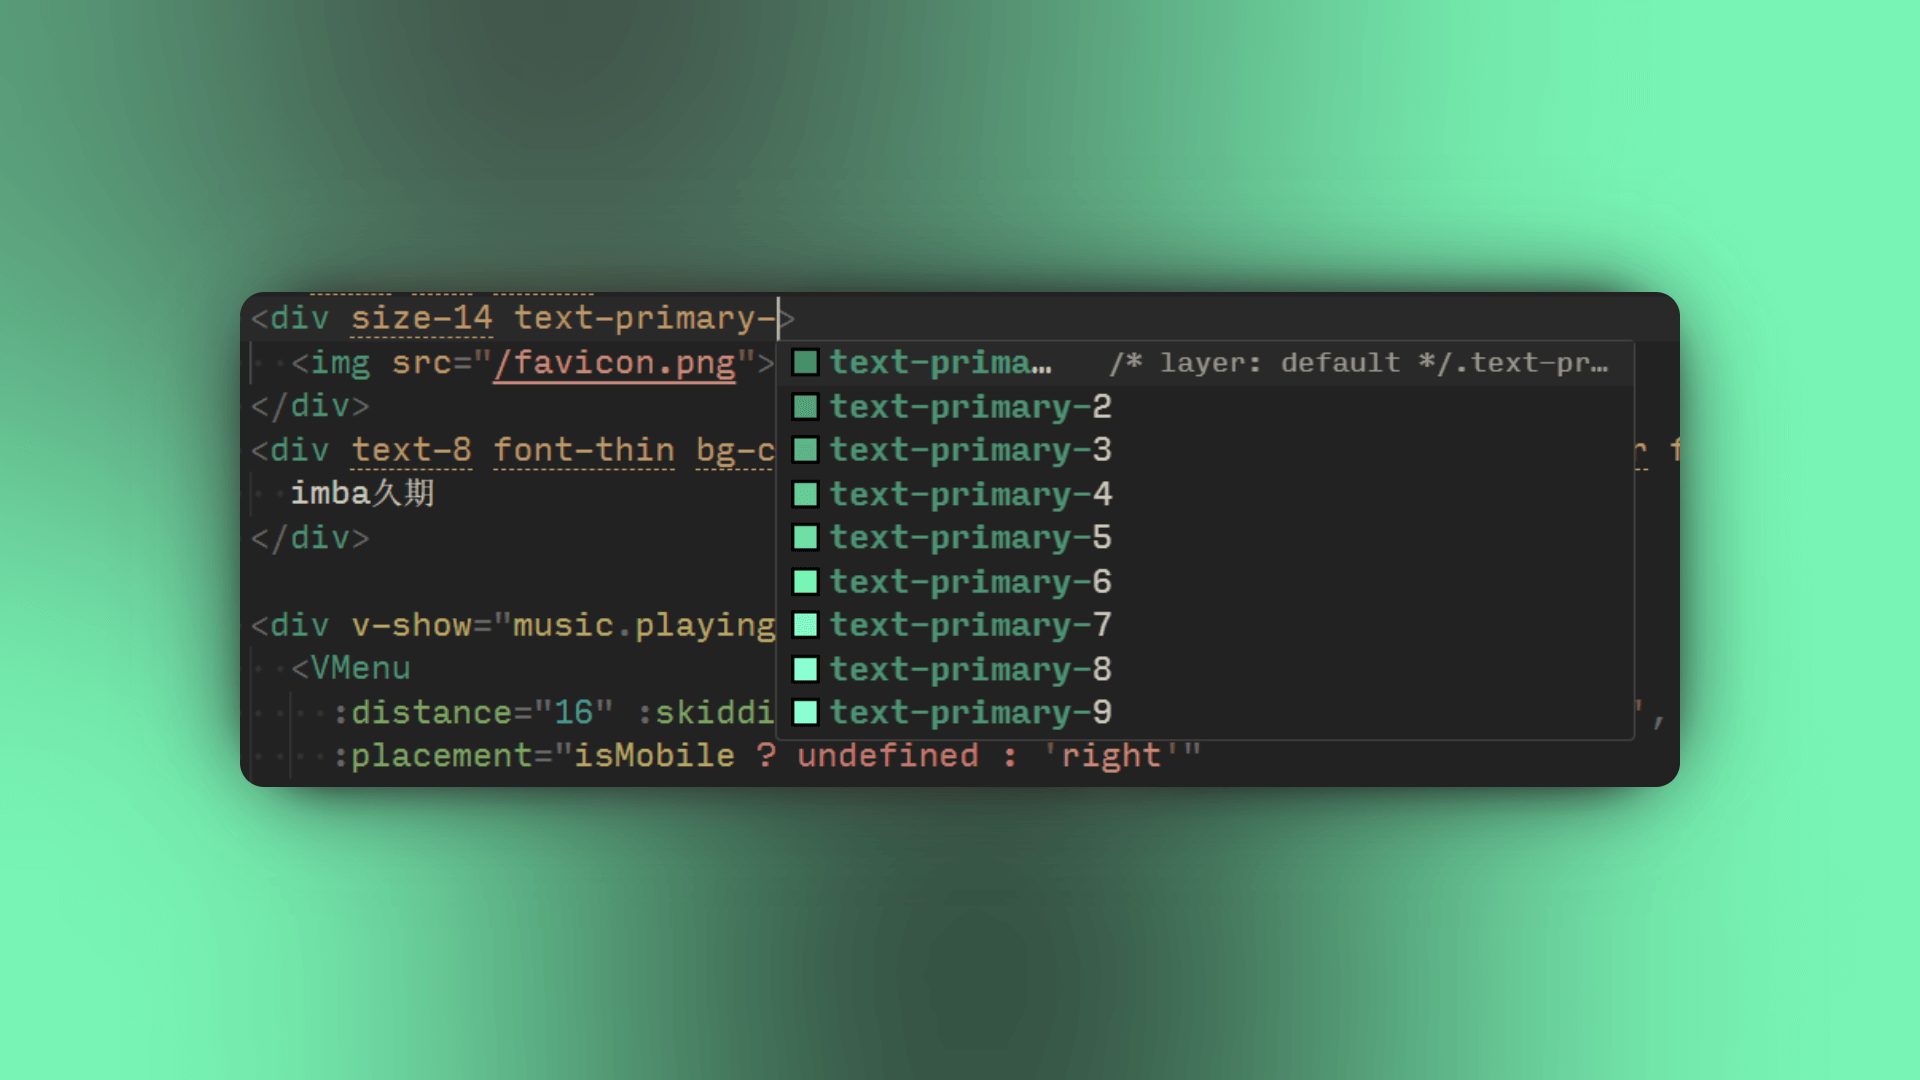 <div size-14 text-primary->
<img src="/favicon.png">
text-prima… /* layer: default */.text-pr…
</div>
text-primary-2
<div text-8 font-thin bg-c
text-primary-3
r f
imba久期
text-primary-4
</div>
text-primary-5
text-primary-6
<div v-show="music.playing
text-primary-7
<VMenu
text-primary-8
:distance="16" :skiddi
text-primary-9
',
:placement="isMobile ? undefined : 'right'"